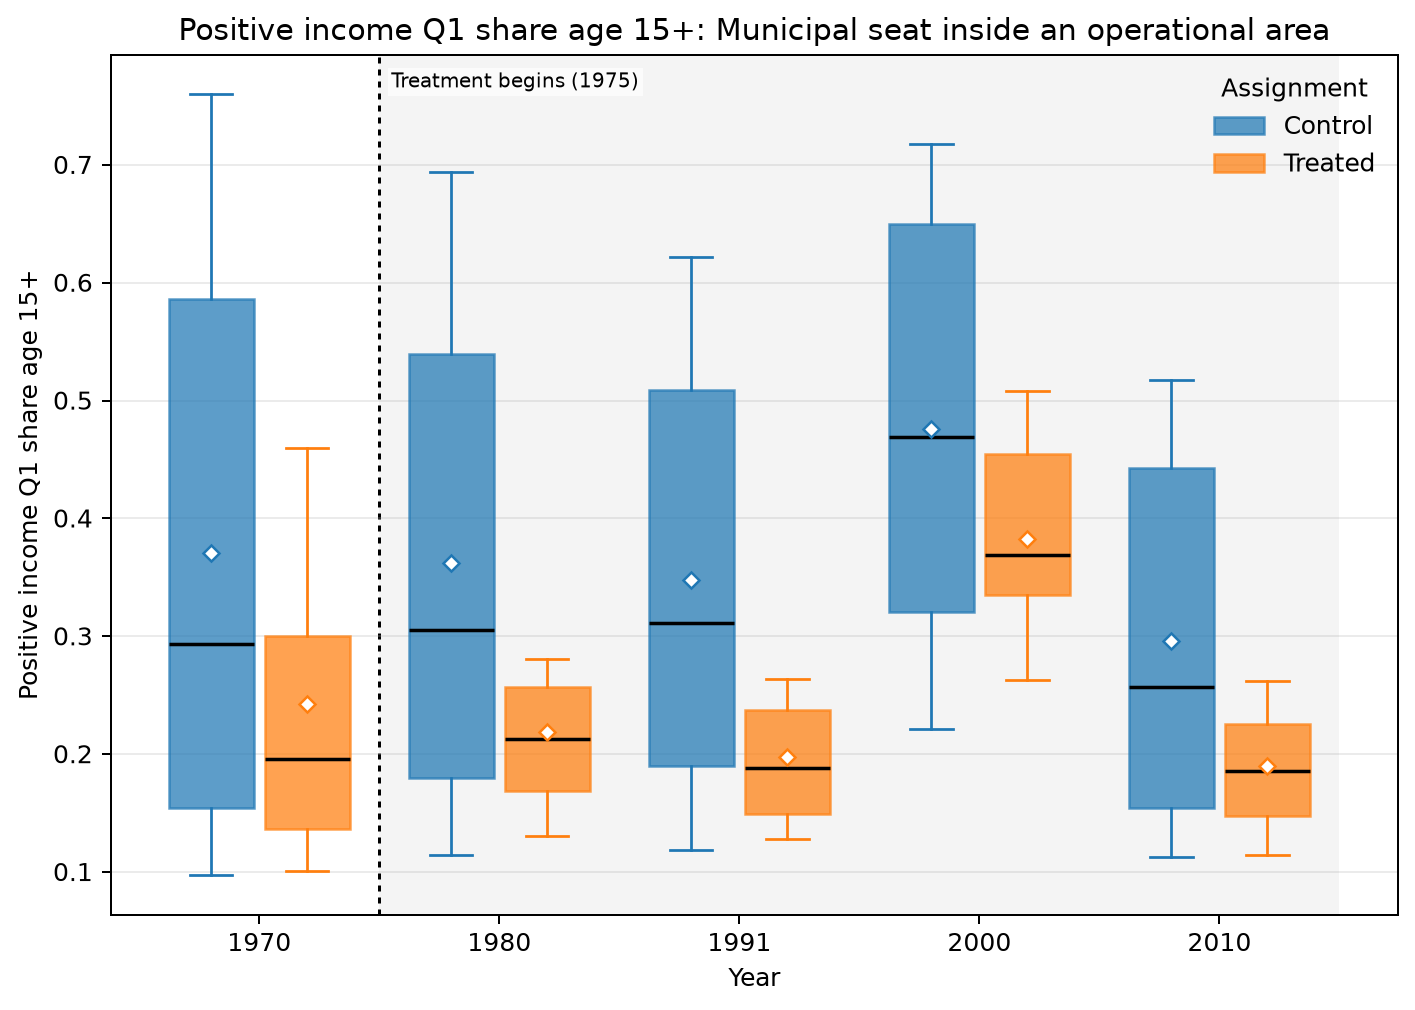 Positive income Q1 share age 15+: Municipal seat inside an operational area
Treatment begins (1975)
Assignment
Control
Treated
Positive income Q1 share age 15+
0.7
0.6
0.5
0.4
0.3
0.2
0.1
1970 1980 1991 2000 2010
Year